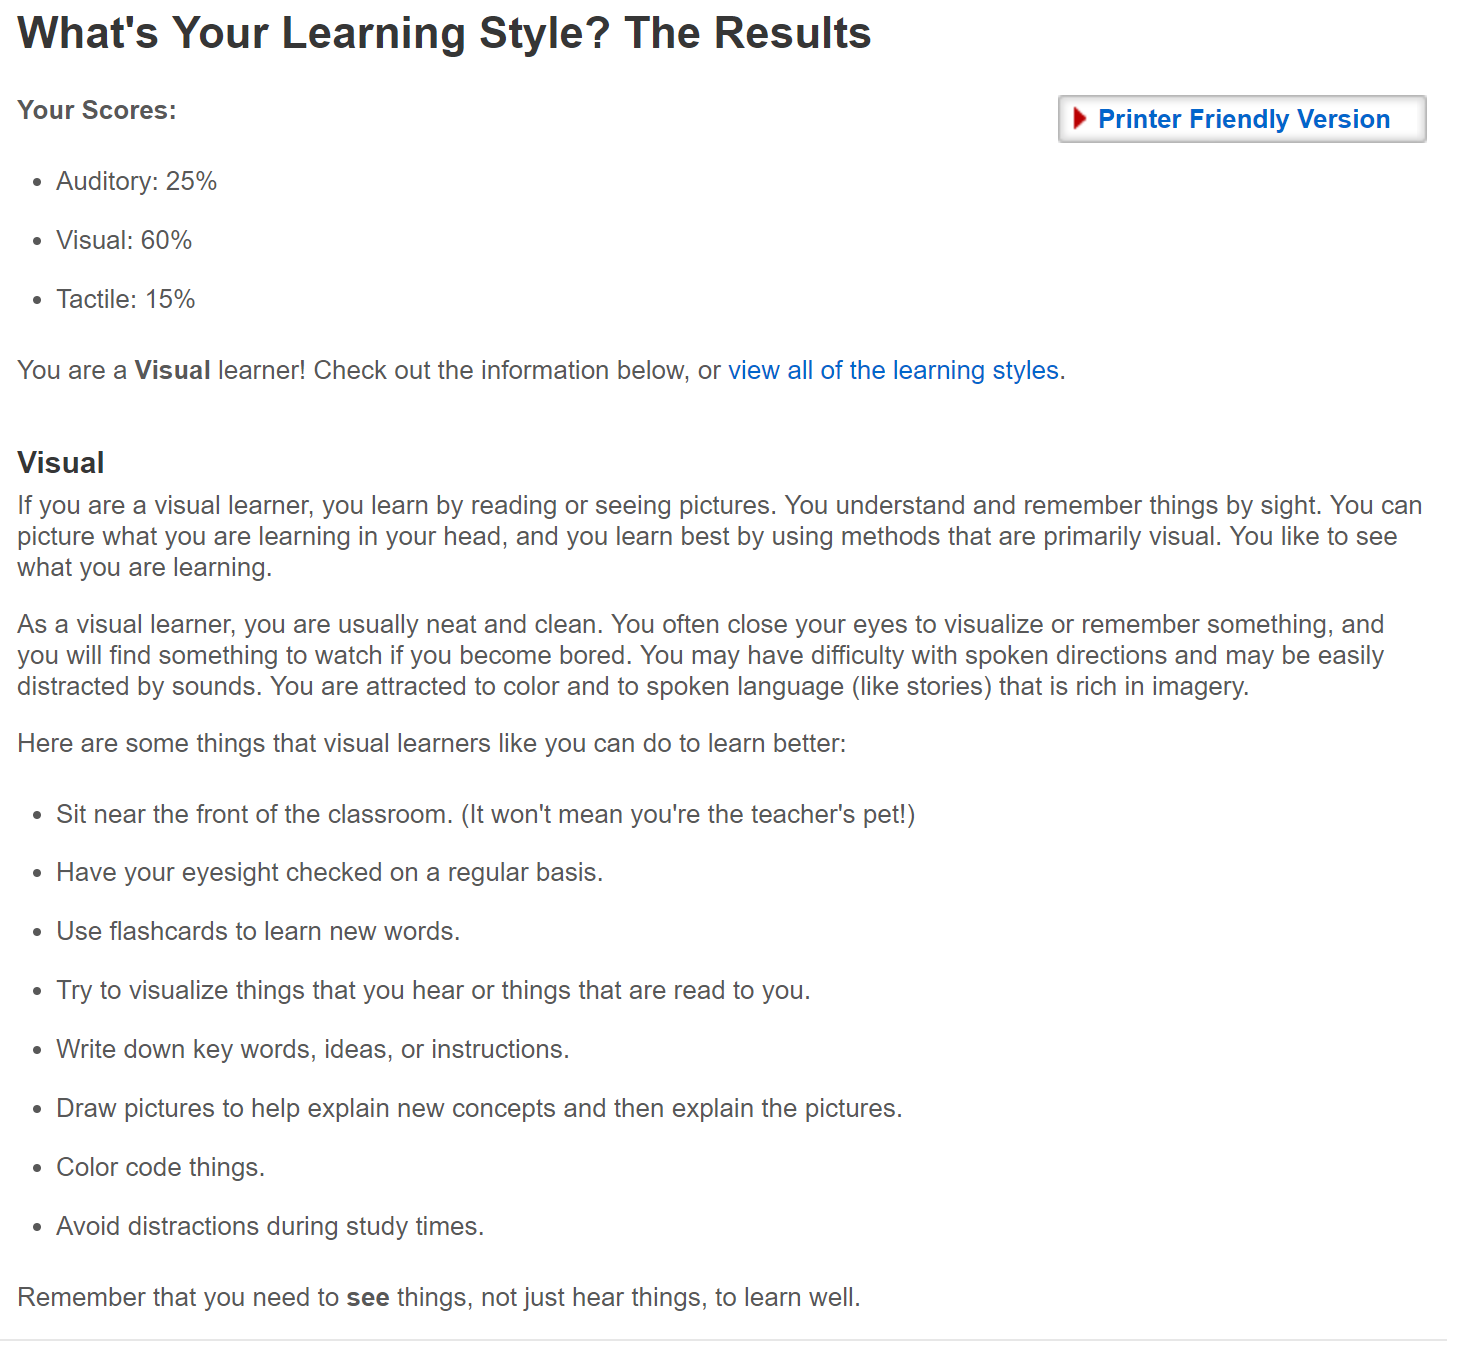 What's Your Learning Style? The Results
Your Scores:
Printer Friendly Version
• Auditory: 25%
• Visual: 60%
• Tactile: 15%
You are a Visual learner! Check out the information below, or view all of the learning styles.
Visual
If you are a visual learner, you learn by reading or seeing pictures. You understand and remember things by sight. You can
picture what you are learning in your head, and you learn best by using methods that are primarily visual. You like to see
what you are learning.
As a visual learner, you are usually neat and clean. You often close your eyes to visualize or remember something, and
you will find something to watch if you become bored. You may have difficulty with spoken directions and may be easily
distracted by sounds. You are attracted to color and to spoken language (like stories) that is rich in imagery.
Here are some things that visual learners like you can do to learn better:
• Sit near the front of the classroom. (It won't mean you're the teacher's pet!)
• Have your eyesight checked on a regular basis.
• Use flashcards to learn new words.
• Try to visualize things that you hear or things that are read to you.
• Write down key words, ideas, or instructions.
• Draw pictures to help explain new concepts and then explain the pictures.
• Color code things.
• Avoid distractions during study times.
Remember that you need to see things, not just hear things, to learn well.